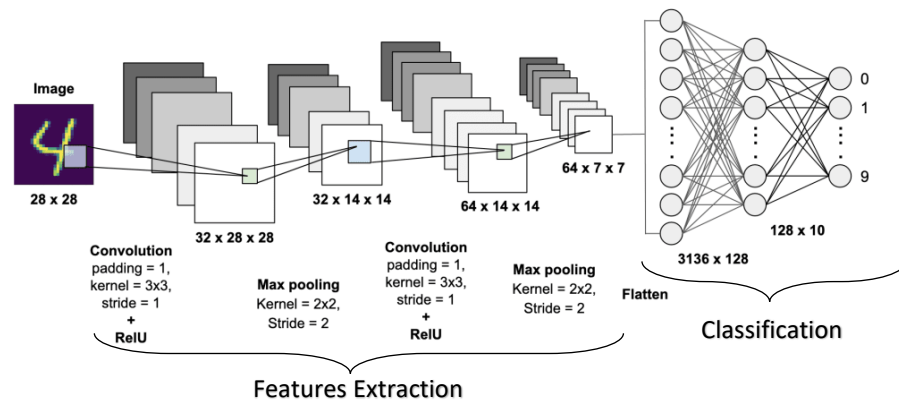 Image
28 x 28
32 x 28 x 28
32 x 14 x 14
64 x 14 x 14
64 x 7 x 7
0
1
9
128 x 10
3136 x 128
Convolution
padding = 1,
kernel = 3x3,
stride = 1
+
RelU
Max pooling
Kernel = 2x2,
Stride = 2
Convolution
padding = 1,
kernel = 3x3,
stride = 1
+
RelU
Max pooling
Kernel = 2x2,
Stride = 2
Flatten
Features Extraction
Classification